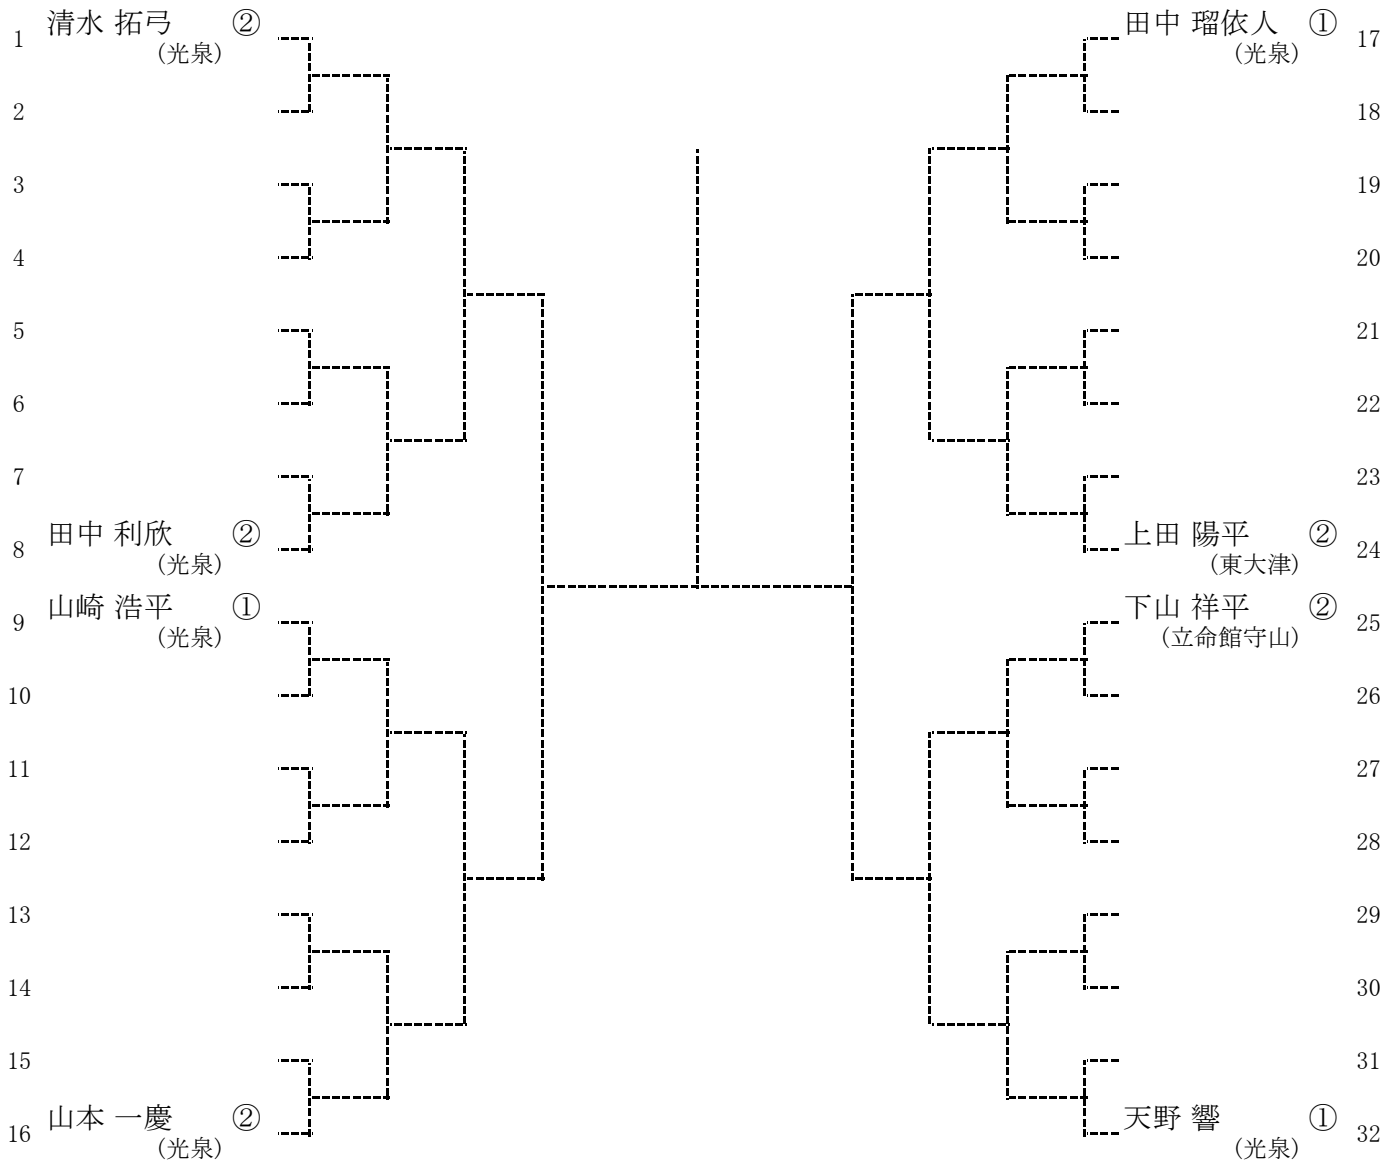 1 清水 拓弓 ②
(光泉)
2
3
4
5
6
7
8 田中 利欣 ②
(光泉)
9 山崎 浩平 ①
(光泉)
10
11
12
13
14
15
16 山本 一慶 ②
(光泉)
田中 瑠依人 ① 17
(光泉)
18
19
20
21
22
23
上田 陽平 ② 24
(東大津)
下山 祥平 ② 25
(立命館守山)
26
27
28
29
30
31
天野 響 ① 32
(光泉)